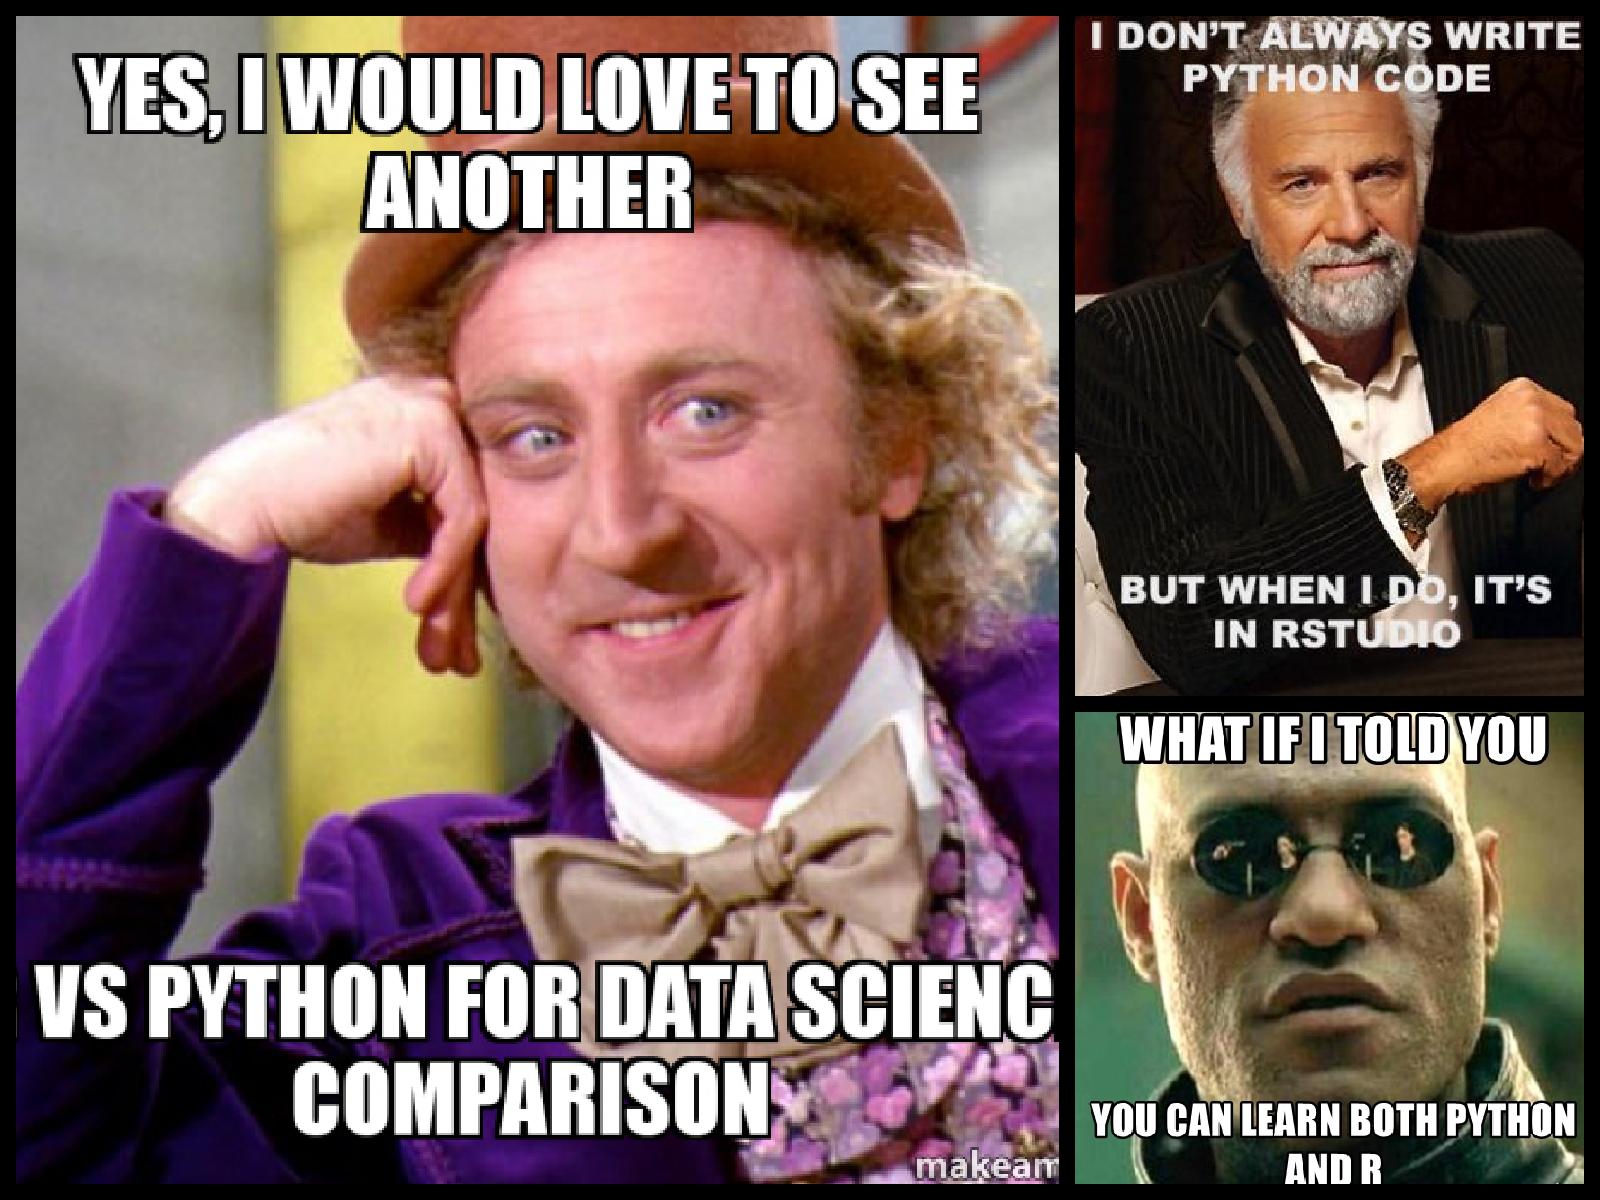 YES, I WOULD LOVE TO SEE
ANOTHER
VS PYTHON FOR DATA SCIENC
COMPARISON
makeam
I DON'T ALWAYS WRITE
PYTHON CODE
BUT WHEN I DO, IT'S
IN RSTUDIO
WHAT IF I TOLD YOU
YOU CAN LEARN BOTH PYTHON
AND R